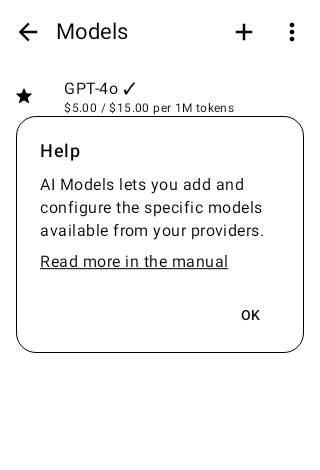 Models
GPT-4o ✓
$5.00 / $15.00 per 1M tokens
Help
AI Models lets you add and
configure the specific models
available from your providers.
Read more in the manual
OK